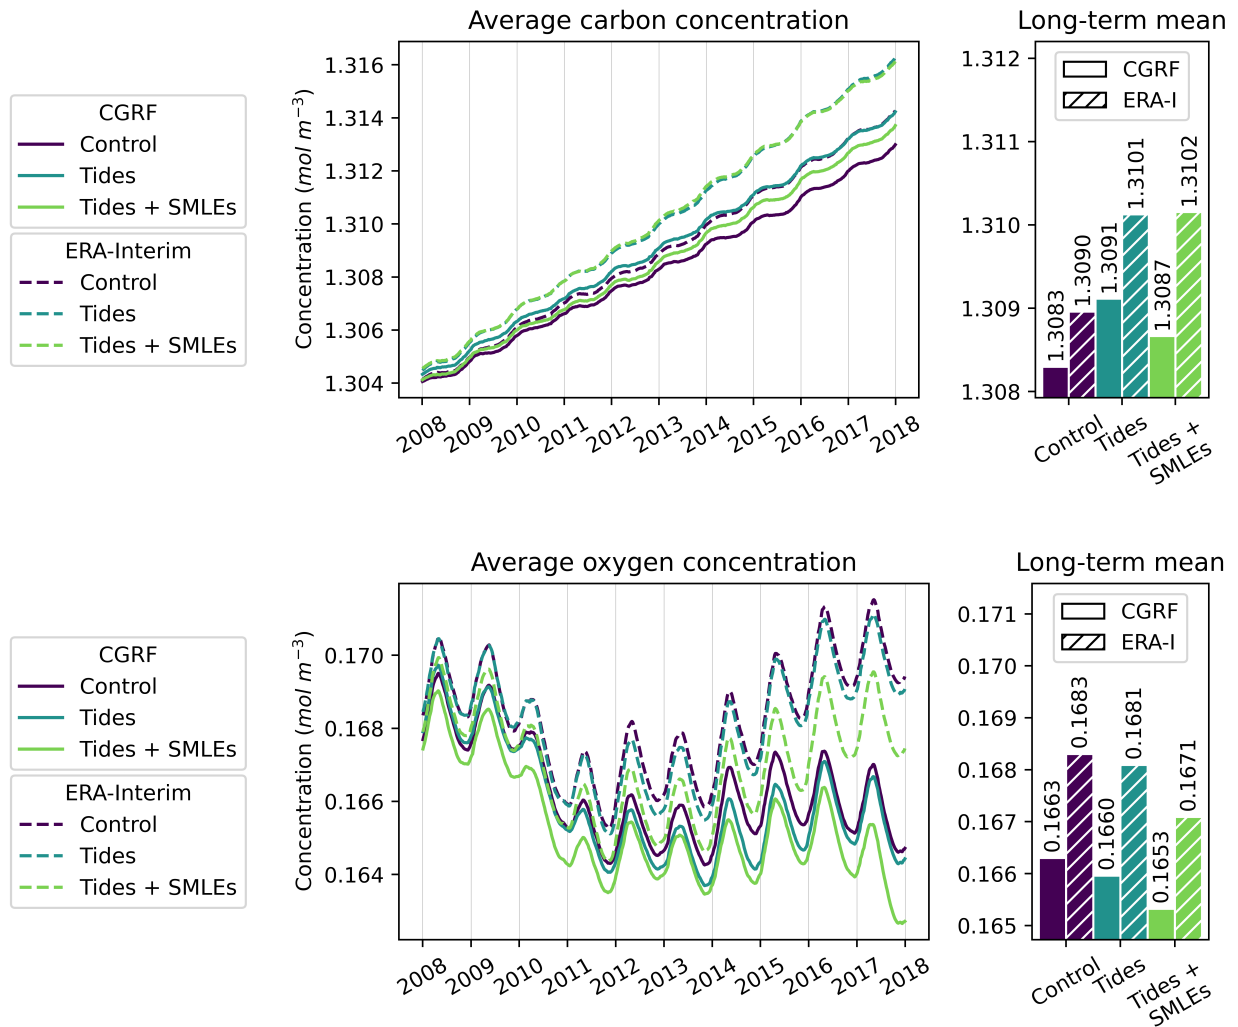 Average carbon concentration
Long-term mean
CGRF
Control
Tides
Tides + SMLEs
ERA-Interim
Control
Tides
Tides + SMLEs
Concentration (mol m⁻³)
1.316
1.314
1.312
1.310
1.308
1.306
1.304
2008
2009
2010
2011
2012
2013
2014
2015
2016
2017
2018
1.312
1.311
1.310
1.309
1.308
CGRF
ERA-I
1.3083
1.3090
1.3091
1.3101
1.3087
1.3102
Control
Tides
Tides +
SMLEs
Average oxygen concentration
Long-term mean
CGRF
Control
Tides
Tides + SMLEs
ERA-Interim
Control
Tides
Tides + SMLEs
Concentration (mol m⁻³)
0.170
0.168
0.166
0.164
2008
2009
2010
2011
2012
2013
2014
2015
2016
2017
2018
0.171
0.170
0.169
0.168
0.167
0.166
0.165
CGRF
ERA-I
0.1663
0.1683
0.1660
0.1681
0.1653
0.1671
Control
Tides
Tides +
SMLEs